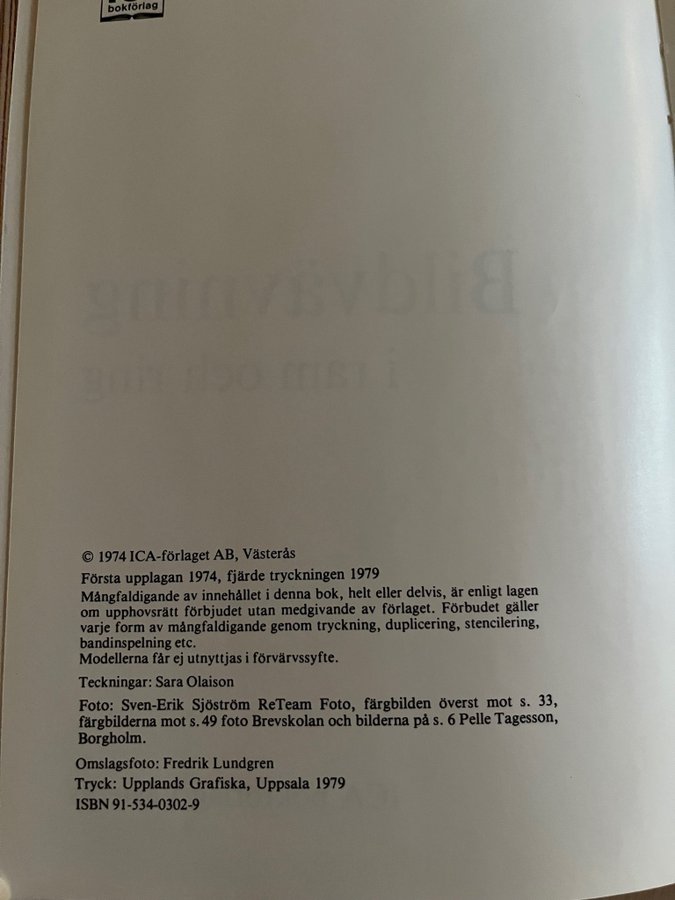 bokförlag
Bildvävning
i ram och ring
© 1974 ICA-förlaget AB, Västerås
Första upplagan 1974, fjärde tryckningen 1979
Mångfaldigande av innehållet i denna bok, helt eller delvis, är enligt lagen
om upphovsrätt förbjudet utan medgivande av förlaget. Förbudet gäller
varje form av mångfaldigande genom tryckning, duplicering, stencilering,
bandinspelning etc.
Modellerna får ej utnyttjas i förvärvssyfte.
Teckningar: Sara Olaison
Foto: Sven-Erik Sjöström ReTeam Foto, färgbilden överst mot s. 33,
färgbilderna mot s. 49 foto Brevskolan och bilderna på s. 6 Pelle Tagesson,
Borgholm.
Omslagsfoto: Fredrik Lundgren
Tryck: Upplands Grafiska, Uppsala 1979
ISBN 91-534-0302-9